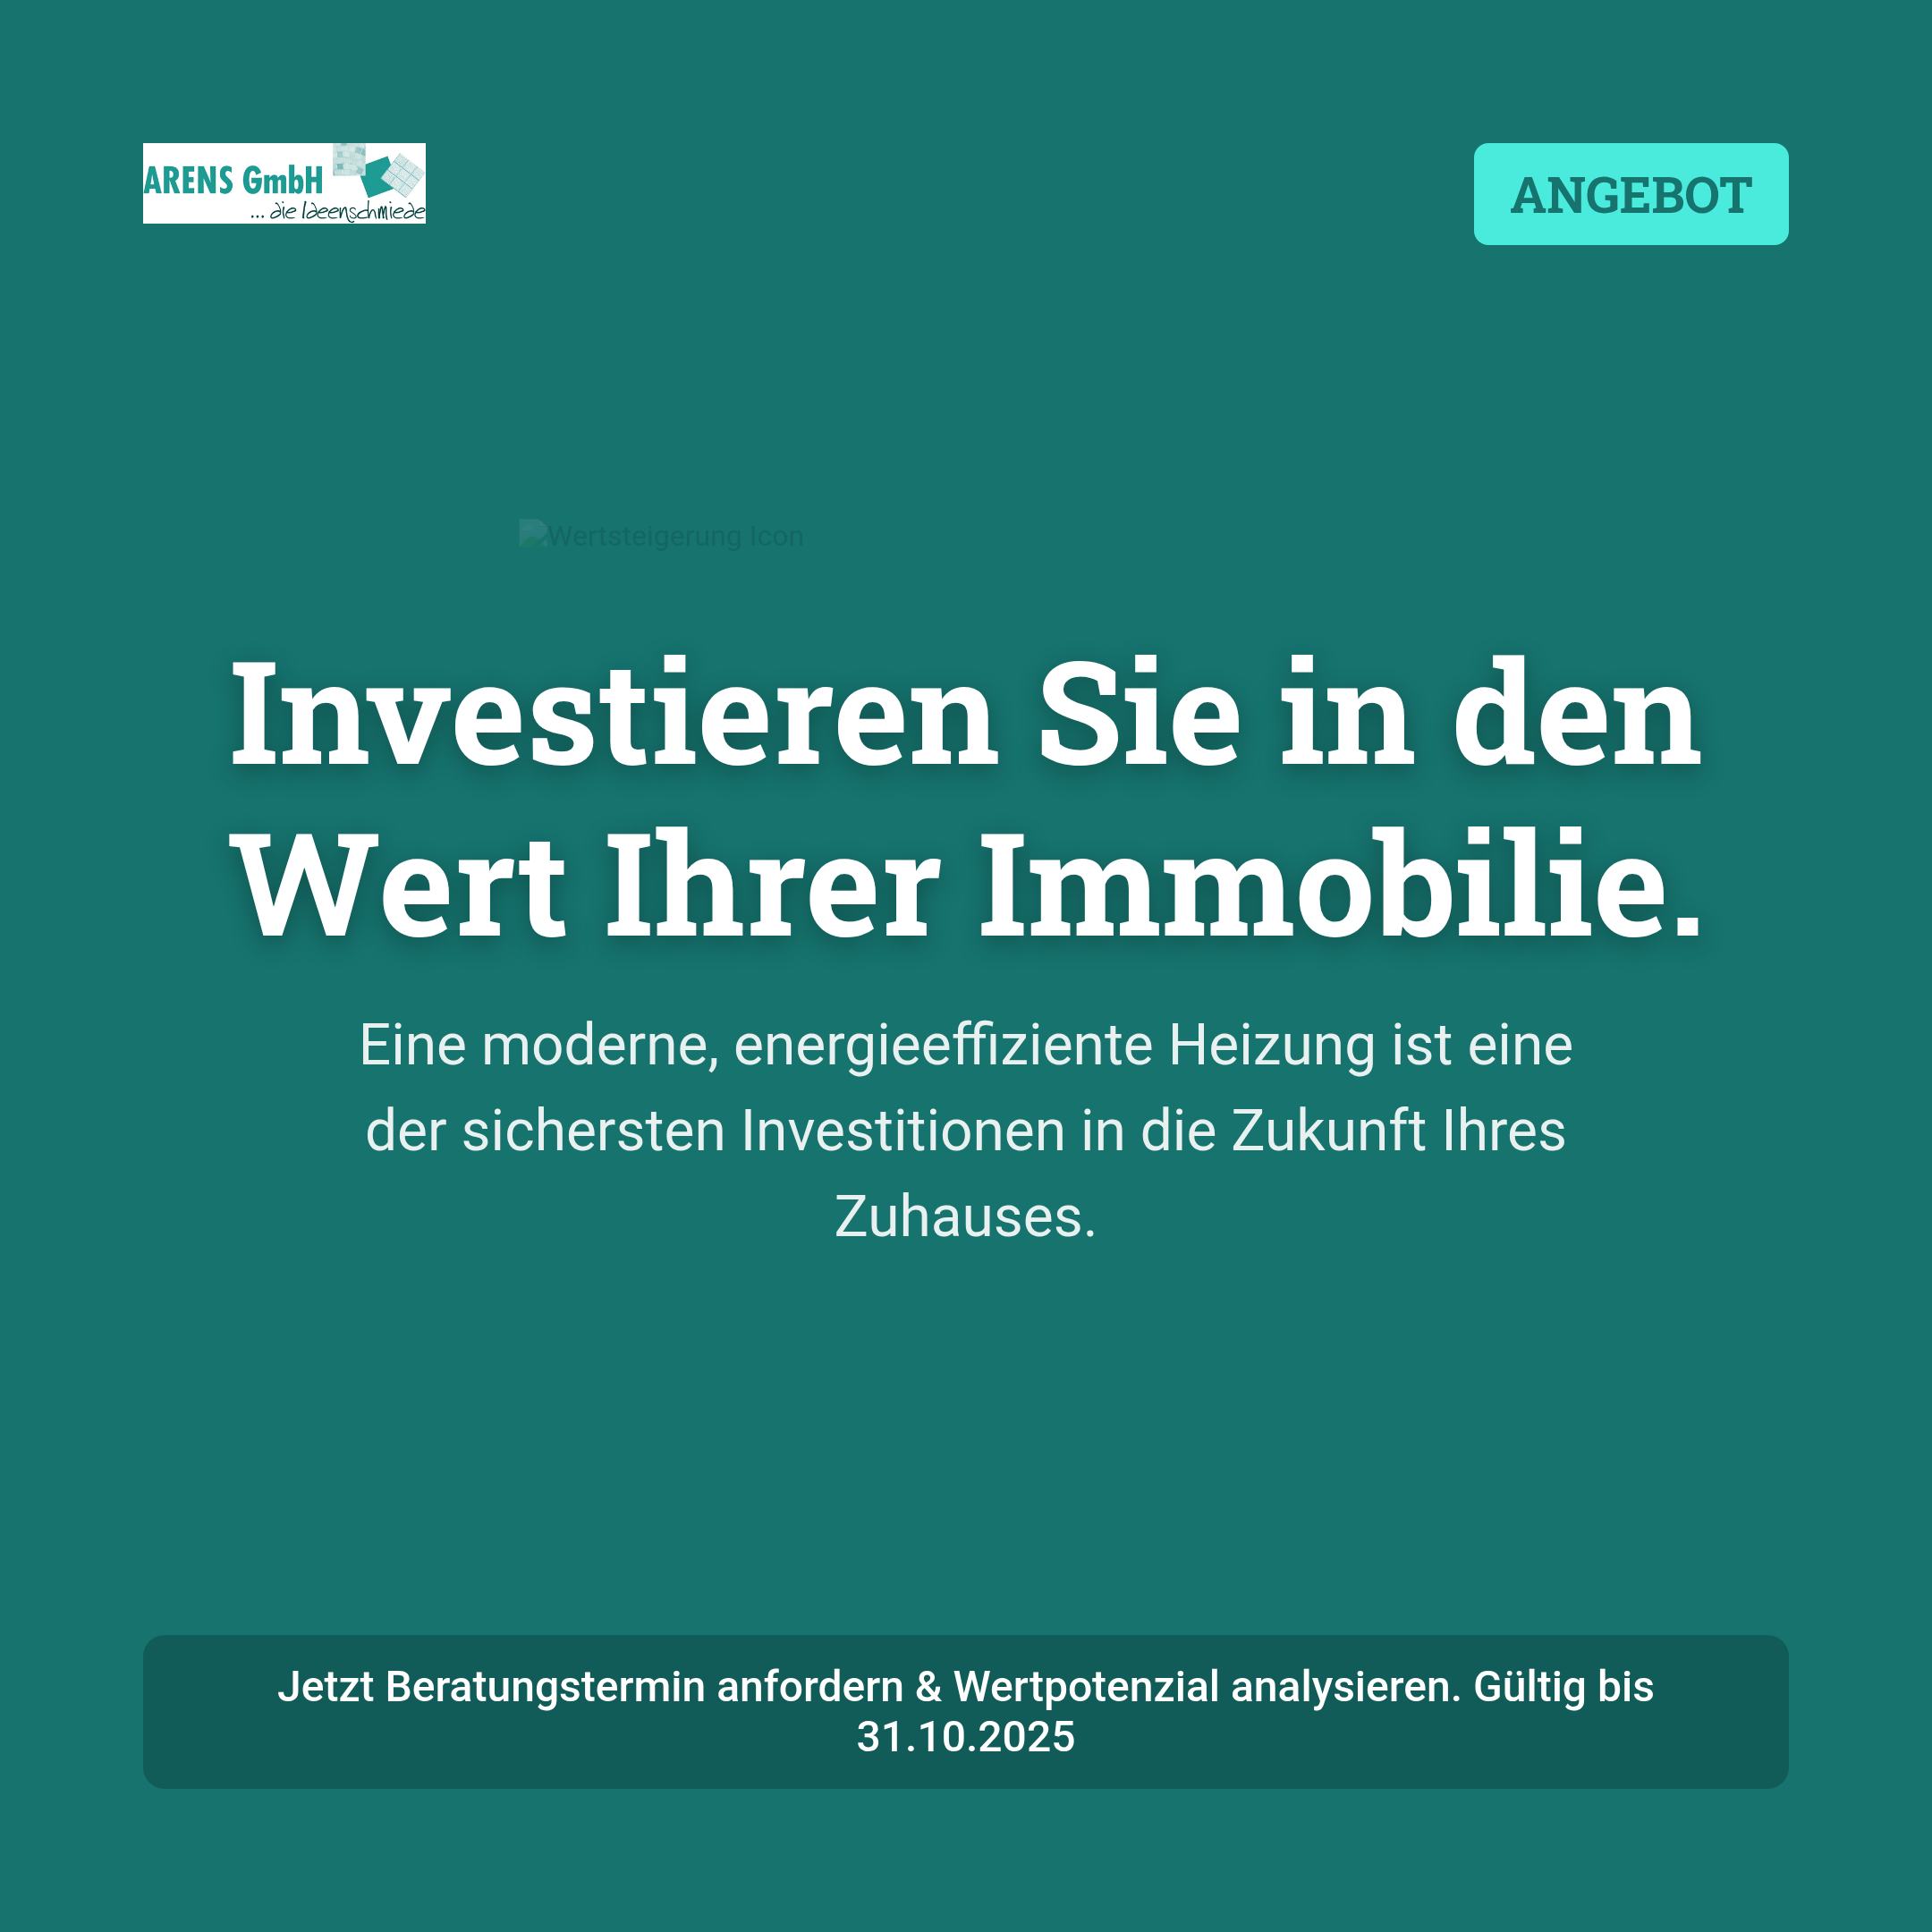 ARENS GmbH
... die Ideenschmiede
ANGEBOT
Wertsteigerung Icon
Investieren Sie in den
Wert Ihrer Immobilie.
Eine moderne, energieeffiziente Heizung ist eine
der sichersten Investitionen in die Zukunft Ihres
Zuhauses.
Jetzt Beratungstermin anfordern & Wertpotenzial analysieren. Gültig bis
31.10.2025